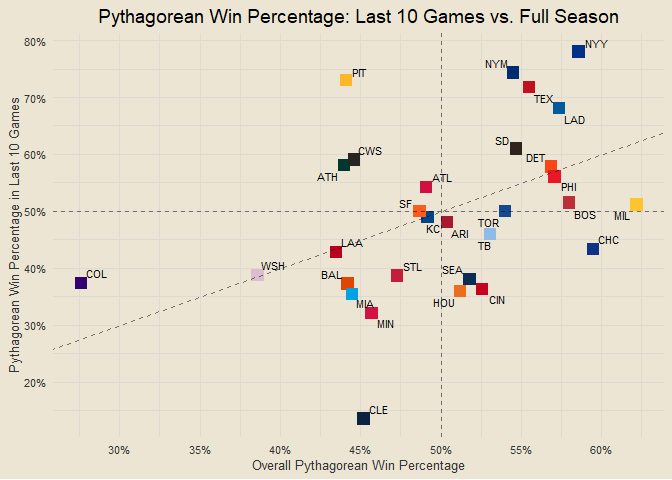 Pythagorean Win Percentage: Last 10 Games vs. Full Season
Pythagorean Win Percentage in Last 10 Games
80%
70%
60%
50%
40%
30%
20%
NYY
NYM
PIT
TEX
LAD
SD
CWS
DET
ATH
ATL
PHI
SF
BOS
MIL
TOR
KC
ARI
TB
CHC
LAA
WSH
STL
SEA
COL
BAL
CIN
HOU
MIA
MIN
CLE
30%
35%
40%
45%
50%
55%
60%
Overall Pythagorean Win Percentage